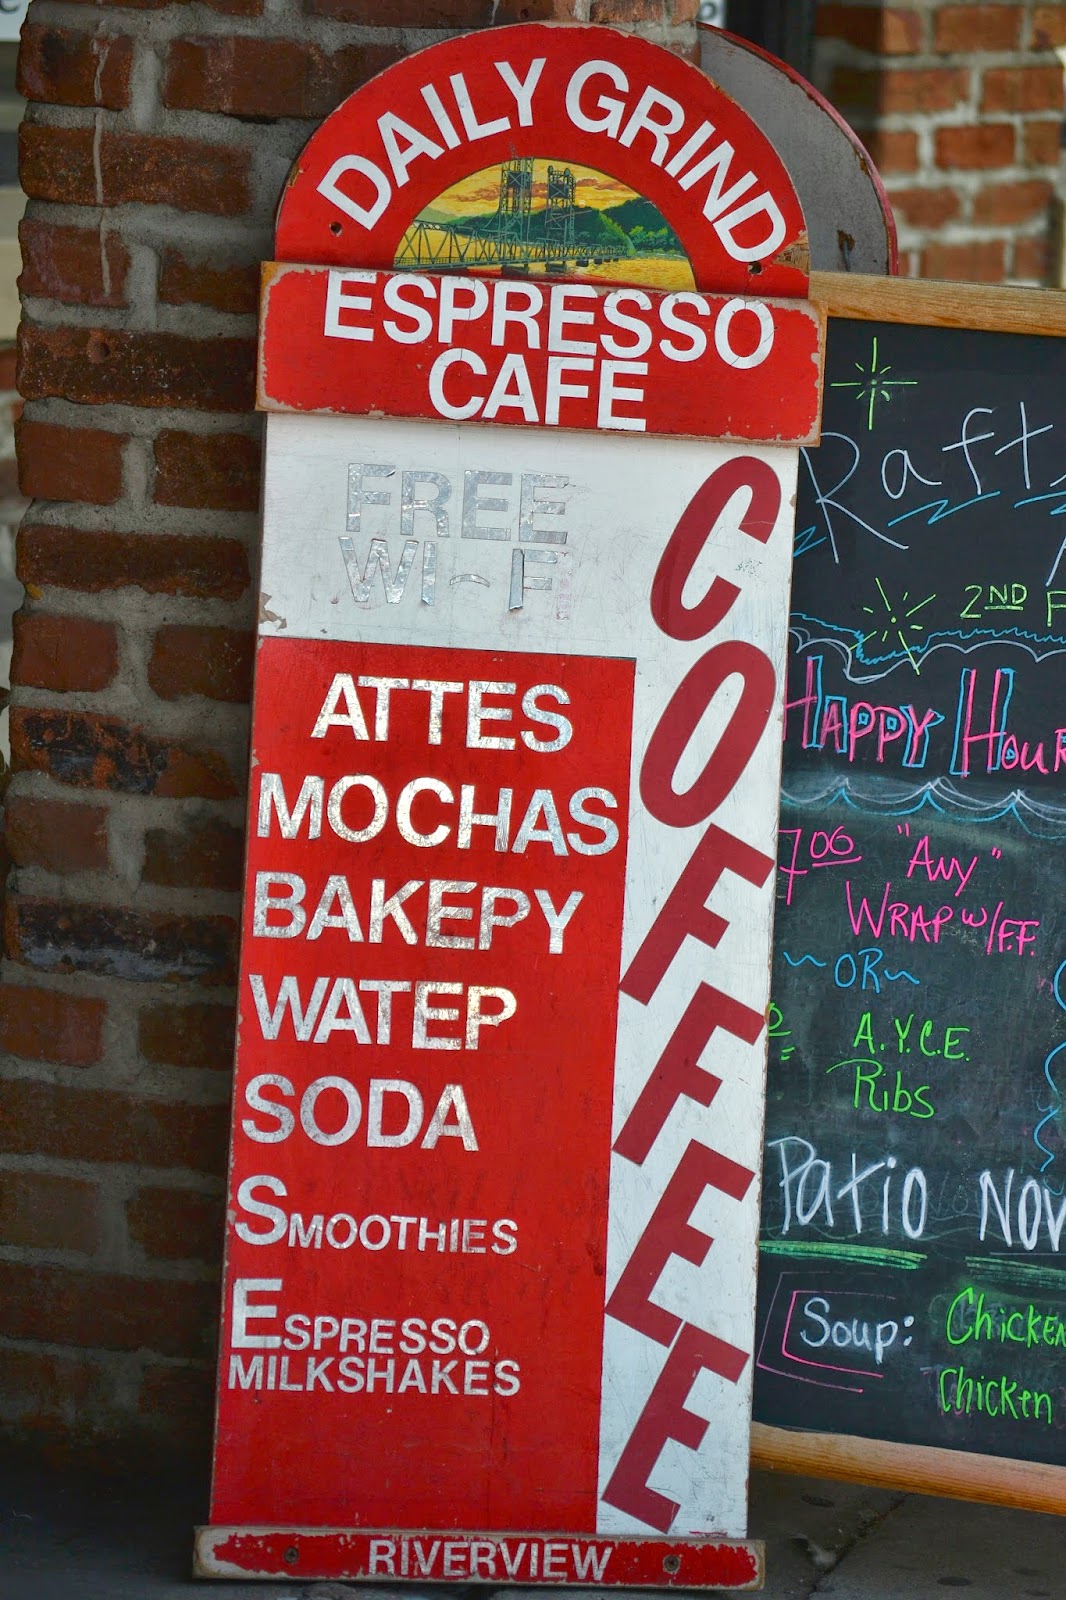 DAILY GRIND
ESPRESSO
CAFE
FREE
WI-F
ATTES
MOCHAS
BAKEPY
WATEP
SODA
SMOOTHIES
ESPRESSO
MILKSHAKES
COFFEE
RIVERVIEW
Raft
2ND F
HAPPY HOUR
7.00 "ANY"
WRAP W/F.F.
~OR~
A.Y.C.E.
RIBS
PATIO NOW
SOUP: CHICKEN
CHICKEN